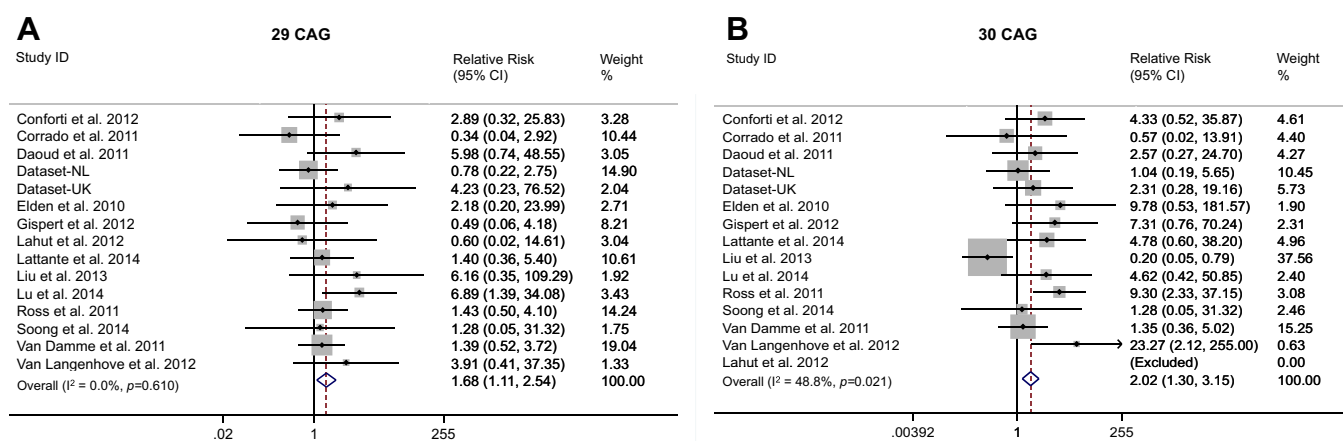 A
29 CAG
Study ID
Relative Risk
(95% CI)
Weight
%
Conforti et al. 2012 2.89 (0.32, 25.83) 3.28
Corrado et al. 2011 0.34 (0.04, 2.92) 10.44
Daoud et al. 2011 5.98 (0.74, 48.55) 3.05
Dataset-NL 0.78 (0.22, 2.75) 14.90
Dataset-UK 4.23 (0.23, 76.52) 2.04
Elden et al. 2010 2.18 (0.20, 23.99) 2.71
Gispert et al. 2012 0.49 (0.06, 4.18) 8.21
Lahut et al. 2012 0.60 (0.02, 14.61) 3.04
Lattante et al. 2014 1.40 (0.36, 5.40) 10.61
Liu et al. 2013 6.16 (0.35, 109.29) 1.92
Lu et al. 2014 6.89 (1.39, 34.08) 3.43
Ross et al. 2011 1.43 (0.50, 4.10) 14.24
Soong et al. 2014 1.28 (0.05, 31.32) 1.75
Van Damme et al. 2011 1.39 (0.52, 3.72) 19.04
Van Langenhove et al. 2012 3.91 (0.41, 37.35) 1.33
Overall (I² = 0.0%, p=0.610) 1.68 (1.11, 2.54) 100.00
.02 1 255
B
30 CAG
Study ID
Relative Risk
(95% CI)
Weight
%
Conforti et al. 2012 4.33 (0.52, 35.87) 4.61
Corrado et al. 2011 0.57 (0.02, 13.91) 4.40
Daoud et al. 2011 2.57 (0.27, 24.70) 4.27
Dataset-NL 1.04 (0.19, 5.65) 10.45
Dataset-UK 2.31 (0.28, 19.16) 5.73
Elden et al. 2010 9.78 (0.53, 181.57) 1.90
Gispert et al. 2012 7.31 (0.76, 70.24) 2.31
Lattante et al. 2014 4.78 (0.60, 38.20) 4.96
Liu et al. 2013 0.20 (0.05, 0.79) 37.56
Lu et al. 2014 4.62 (0.42, 50.85) 2.40
Ross et al. 2011 9.30 (2.33, 37.15) 3.08
Soong et al. 2014 1.28 (0.05, 31.32) 2.46
Van Damme et al. 2011 1.35 (0.36, 5.02) 15.25
Van Langenhove et al. 2012 23.27 (2.12, 255.00) 0.63
Lahut et al. 2012 (Excluded) 0.00
Overall (I² = 48.8%, p=0.021) 2.02 (1.30, 3.15) 100.00
.00392 1 255